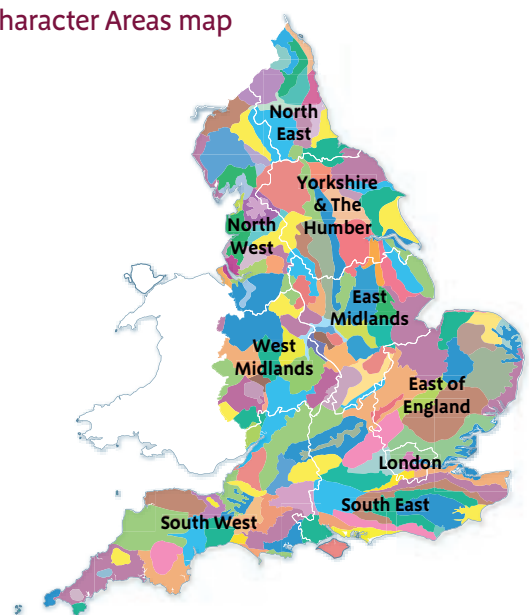 haracter Areas map
North
East
Yorkshire
& The
Humber
North
West
East
Midlands
West
Midlands
East of
England
London
South East
South West
3